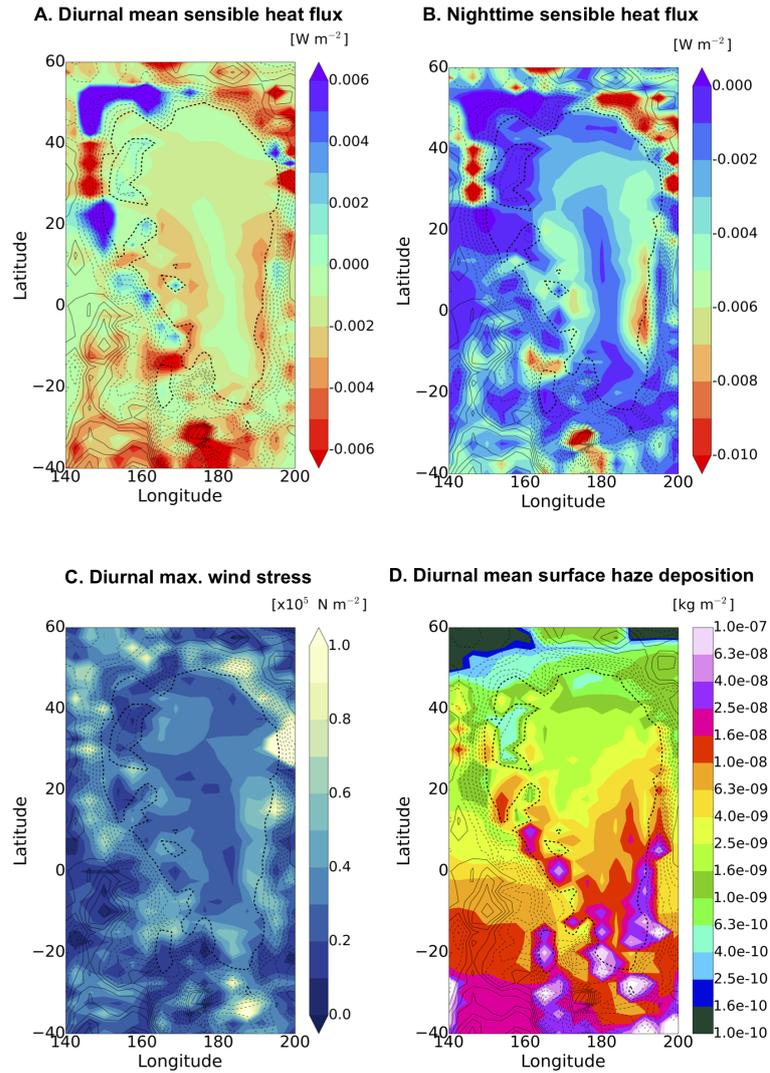 A. Diurnal mean sensible heat flux
[W m−2]
60
40
20
0
−20
−40
140
160
180
200
Latitude
Longitude
0.006
0.004
0.002
0.000
-0.002
-0.004
-0.006
B. Nighttime sensible heat flux
[W m−2]
60
40
20
0
−20
−40
140
160
180
200
Latitude
Longitude
0.000
-0.002
-0.004
-0.006
-0.008
-0.010
C. Diurnal max. wind stress
[x10⁵ N m−2]
60
40
20
0
−20
−40
140
160
180
200
Latitude
Longitude
1.0
0.8
0.6
0.4
0.2
0.0
D. Diurnal mean surface haze deposition
[kg m−2]
60
40
20
0
−20
−40
140
160
180
200
Latitude
Longitude
1.0e-07
6.3e-08
4.0e-08
2.5e-08
1.6e-08
1.0e-08
6.3e-09
4.0e-09
2.5e-09
1.6e-09
1.0e-09
6.3e-10
4.0e-10
2.5e-10
1.6e-10
1.0e-10